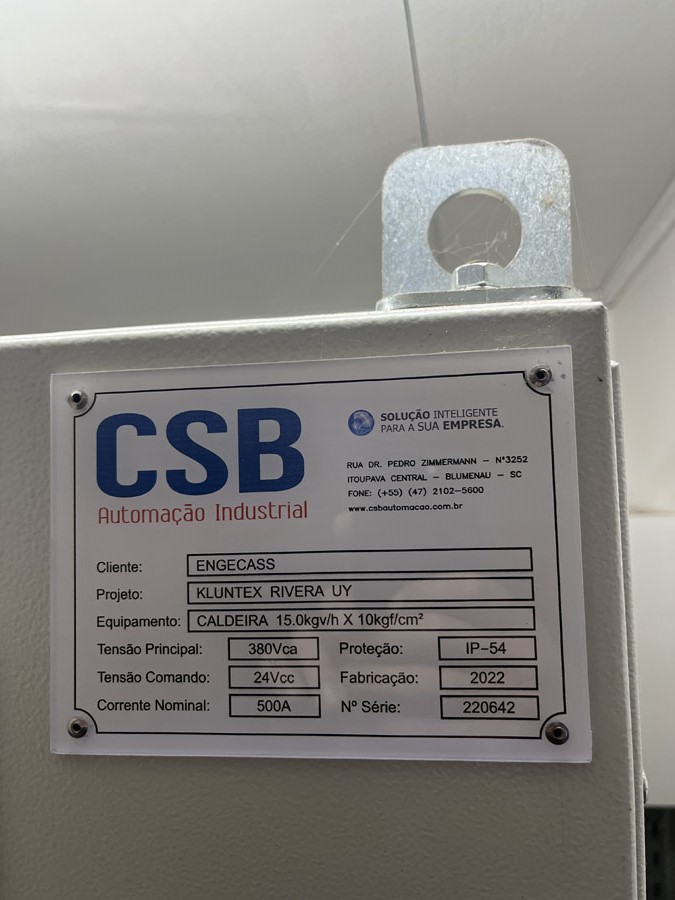 CSB
Automação Industrial
SOLUÇÃO INTELIGENTE
PARA A SUA EMPRESA.
RUA DR. PEDRO ZIMMERMANN – N°3252
ITOUPAVA CENTRAL – BLUMENAU – SC
FONE: (+55) (47) 2102–5600
www.csbautomacao.com.br
Cliente: ENGECASS
Projeto: KLUNTEX RIVERA UY
Equipamento: CALDEIRA 15.0kgv/h X 10kgf/cm²
Tensão Principal: 380Vca Proteção: IP–54
Tensão Comando: 24Vcc Fabricação: 2022
Corrente Nominal: 500A Nº Série: 220642